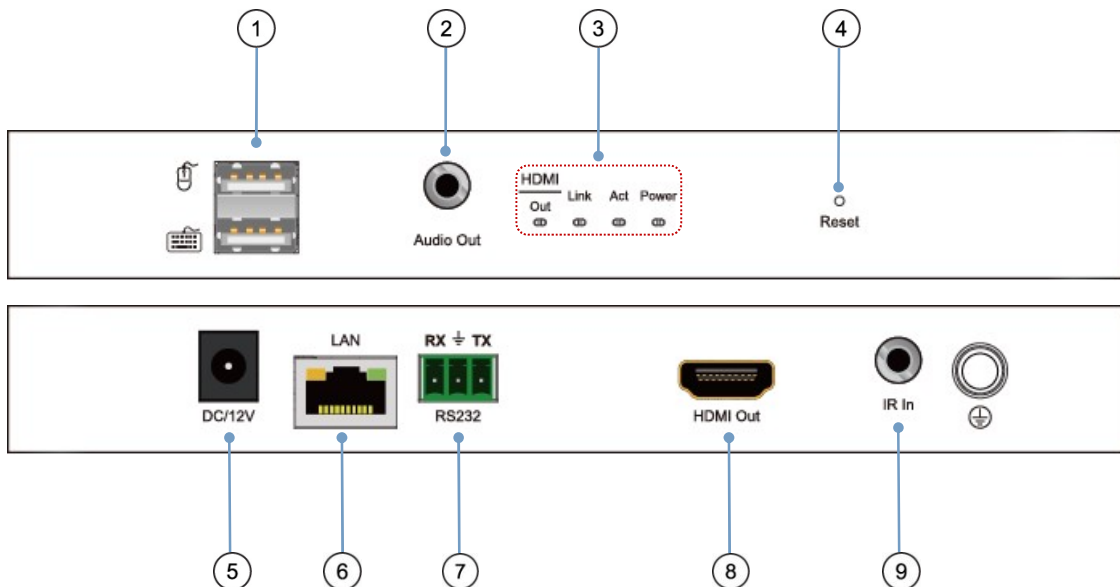 1 2 3 4
HDMI
Out Link Act Power
Audio Out
Reset
LAN RX TX
DC/12V RS232 HDMI Out IR In
5 6 7 8 9